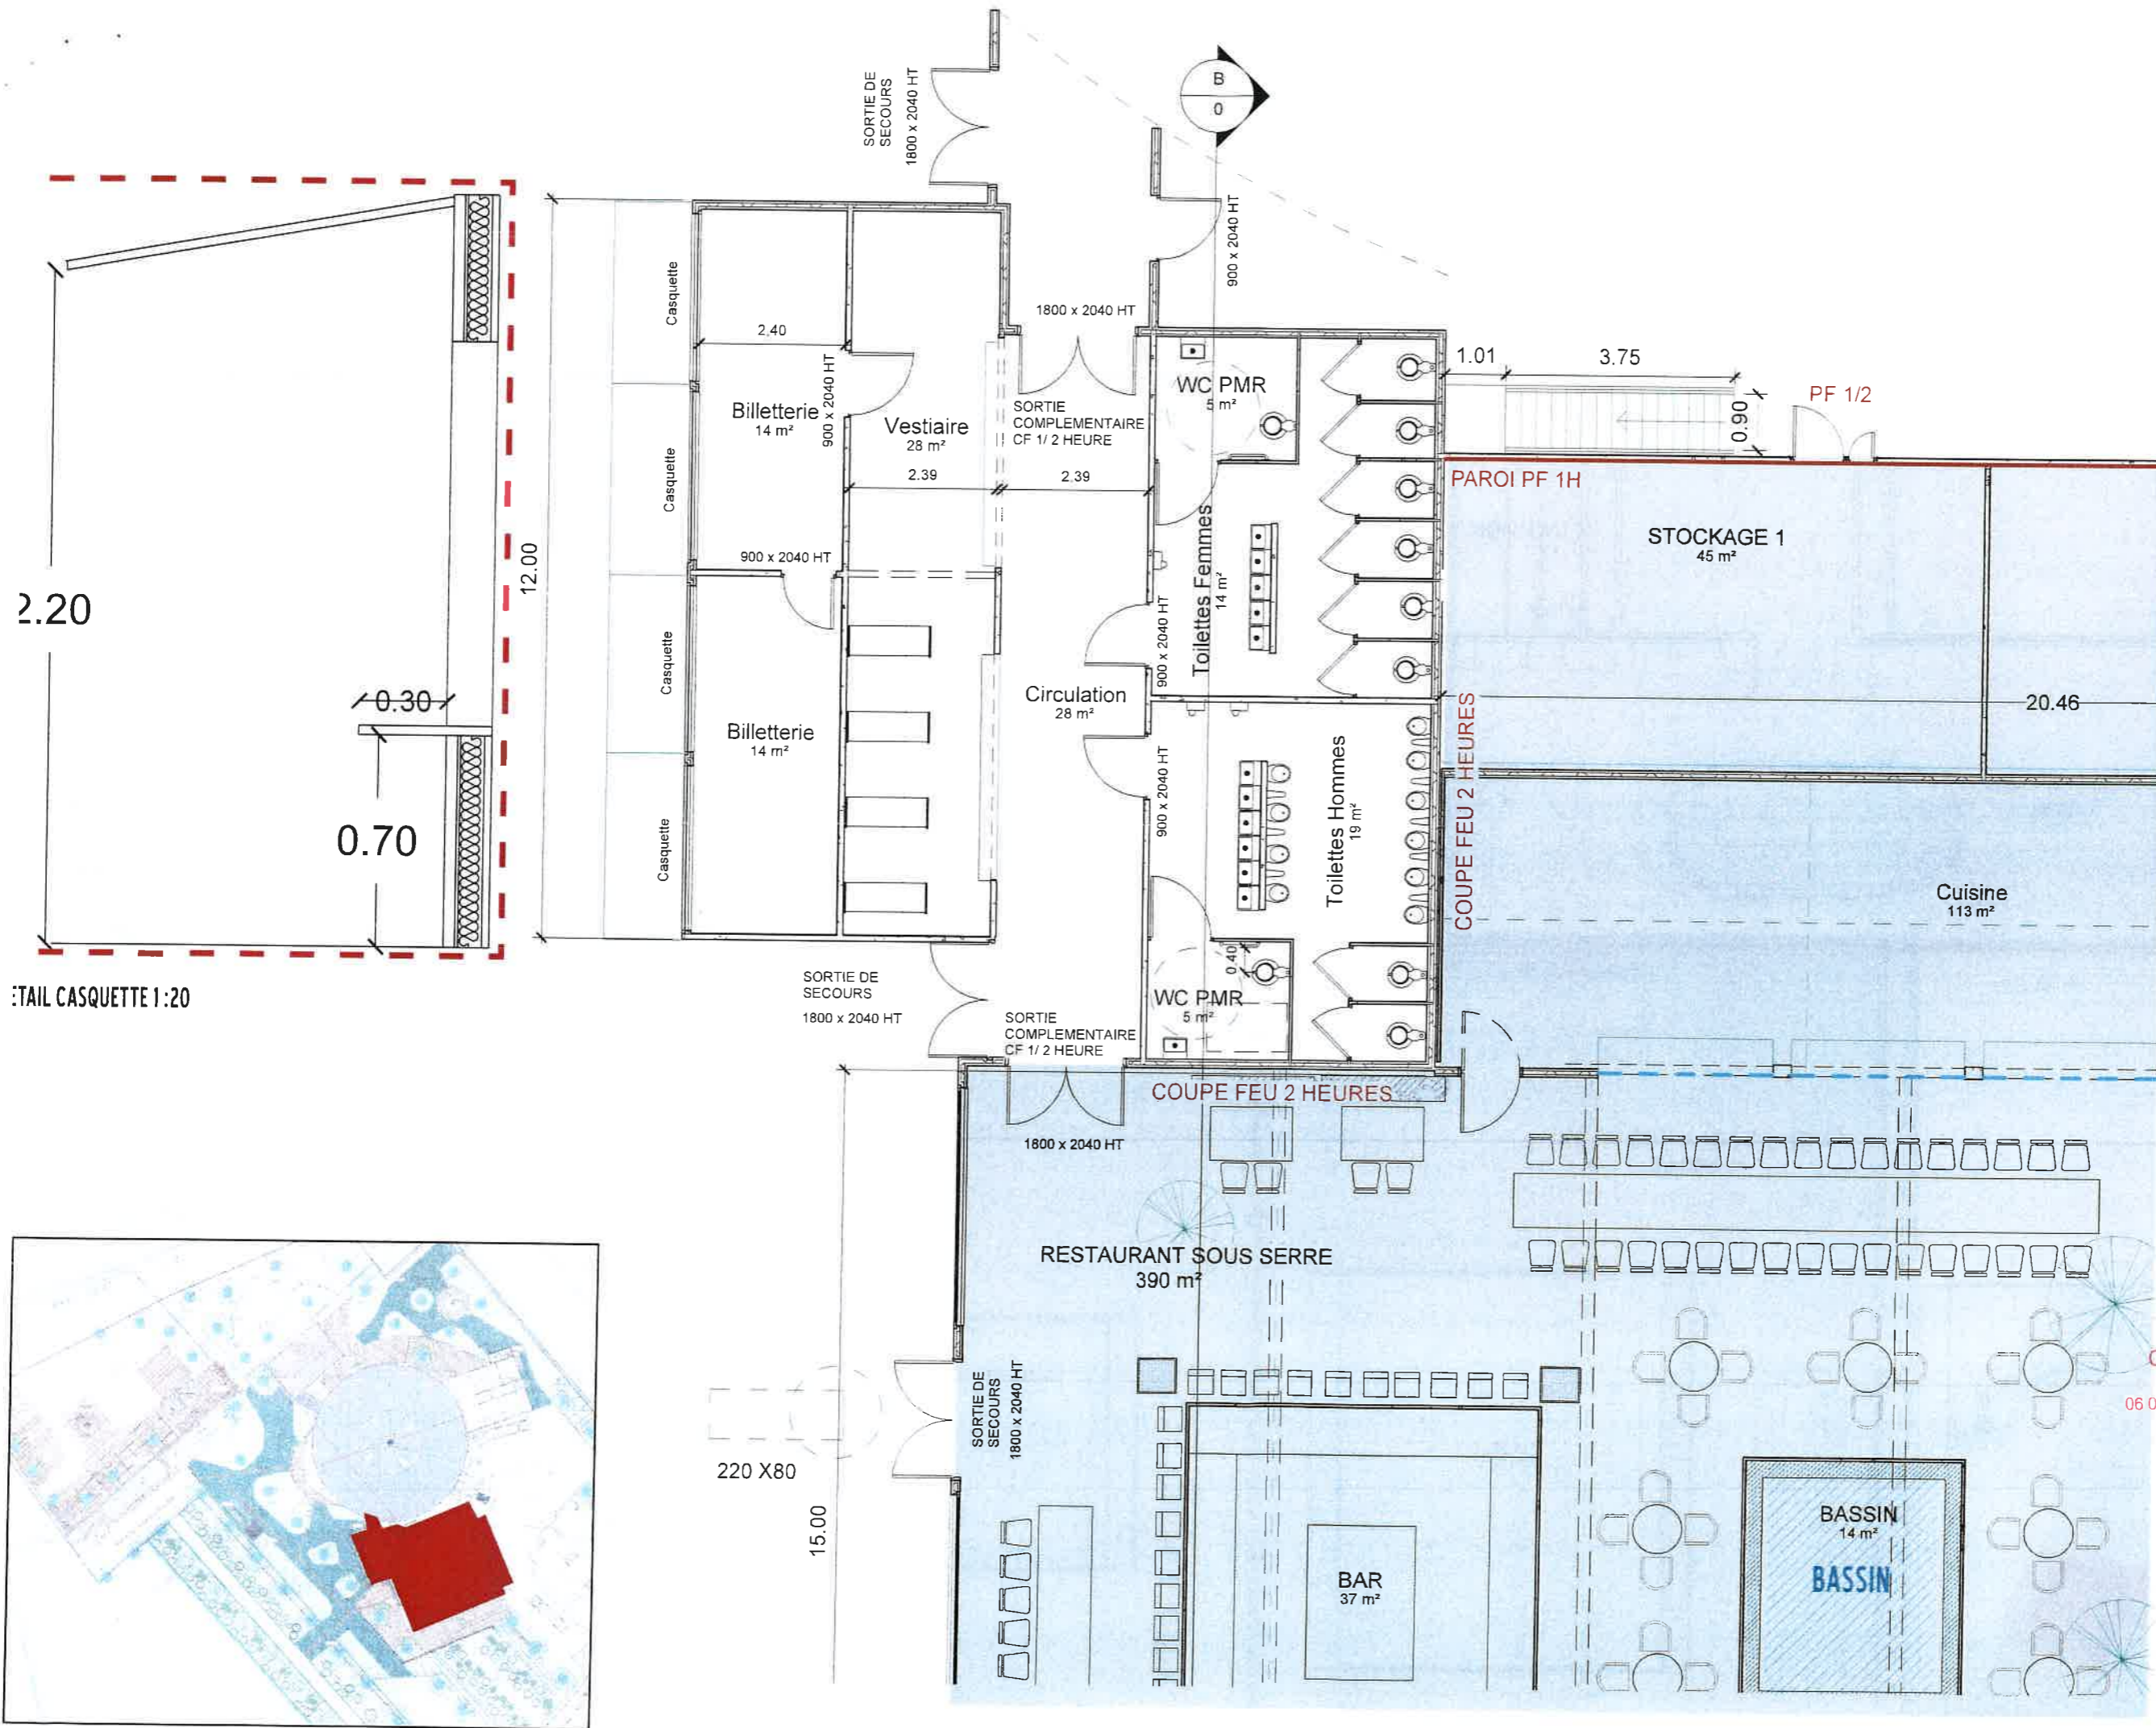 B
0
SORTIE DE
SECOURS
1800 x 2040 HT
900 x 2040 HT
1800 x 2040 HT
Casquette
Casquette
Casquette
Casquette
12.00
2.20
0.30
0.70
2,40
Billetterie
14 m²
900 x 2040 HT
Vestiaire
28 m²
2.39
2.39
SORTIE
COMPLEMENTAIRE
CF 1/ 2 HEURE
WC PMR
5 m²
1.01
3.75
0.90
PF 1/2
PAROI PF 1H
STOCKAGE 1
45 m²
900 x 2040 HT
Toilettes Femmes
14 m²
900 x 2040 HT
Circulation
28 m²
20.46
Billetterie
14 m²
900 x 2040 HT
Toilettes Hommes
19 m²
COUPE FEU 2 HEURES
Cuisine
113 m²
0.40
WC PMR
5 m²
SORTIE DE
SECOURS
1800 x 2040 HT
SORTIE
COMPLEMENTAIRE
CF 1/ 2 HEURE
ETAIL CASQUETTE 1:20
COUPE FEU 2 HEURES
1800 x 2040 HT
RESTAURANT SOUS SERRE
390 m²
SORTIE DE
SECOURS
1800 x 2040 HT
06 0
220 X80
15.00
BAR
37 m²
BASSIN
14 m²
BASSIN